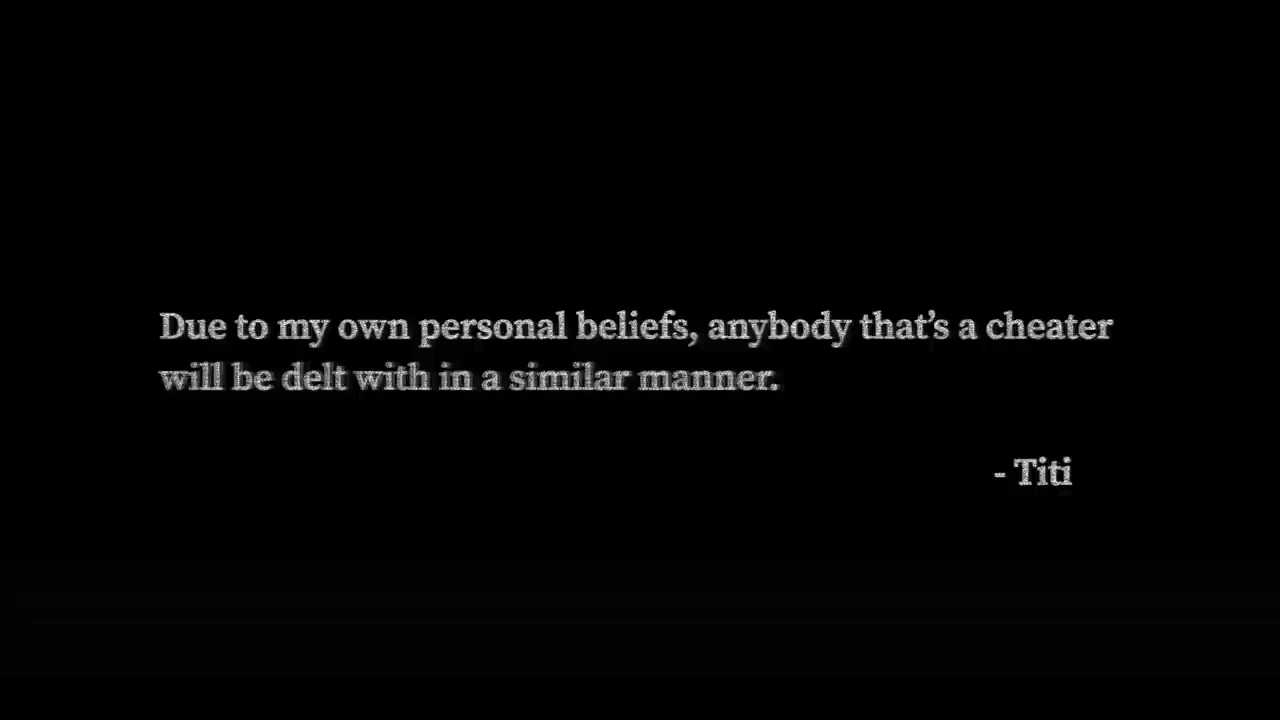 Due to my own personal beliefs, anybody that’s a cheater
will be delt with in a similar manner.
- Titi